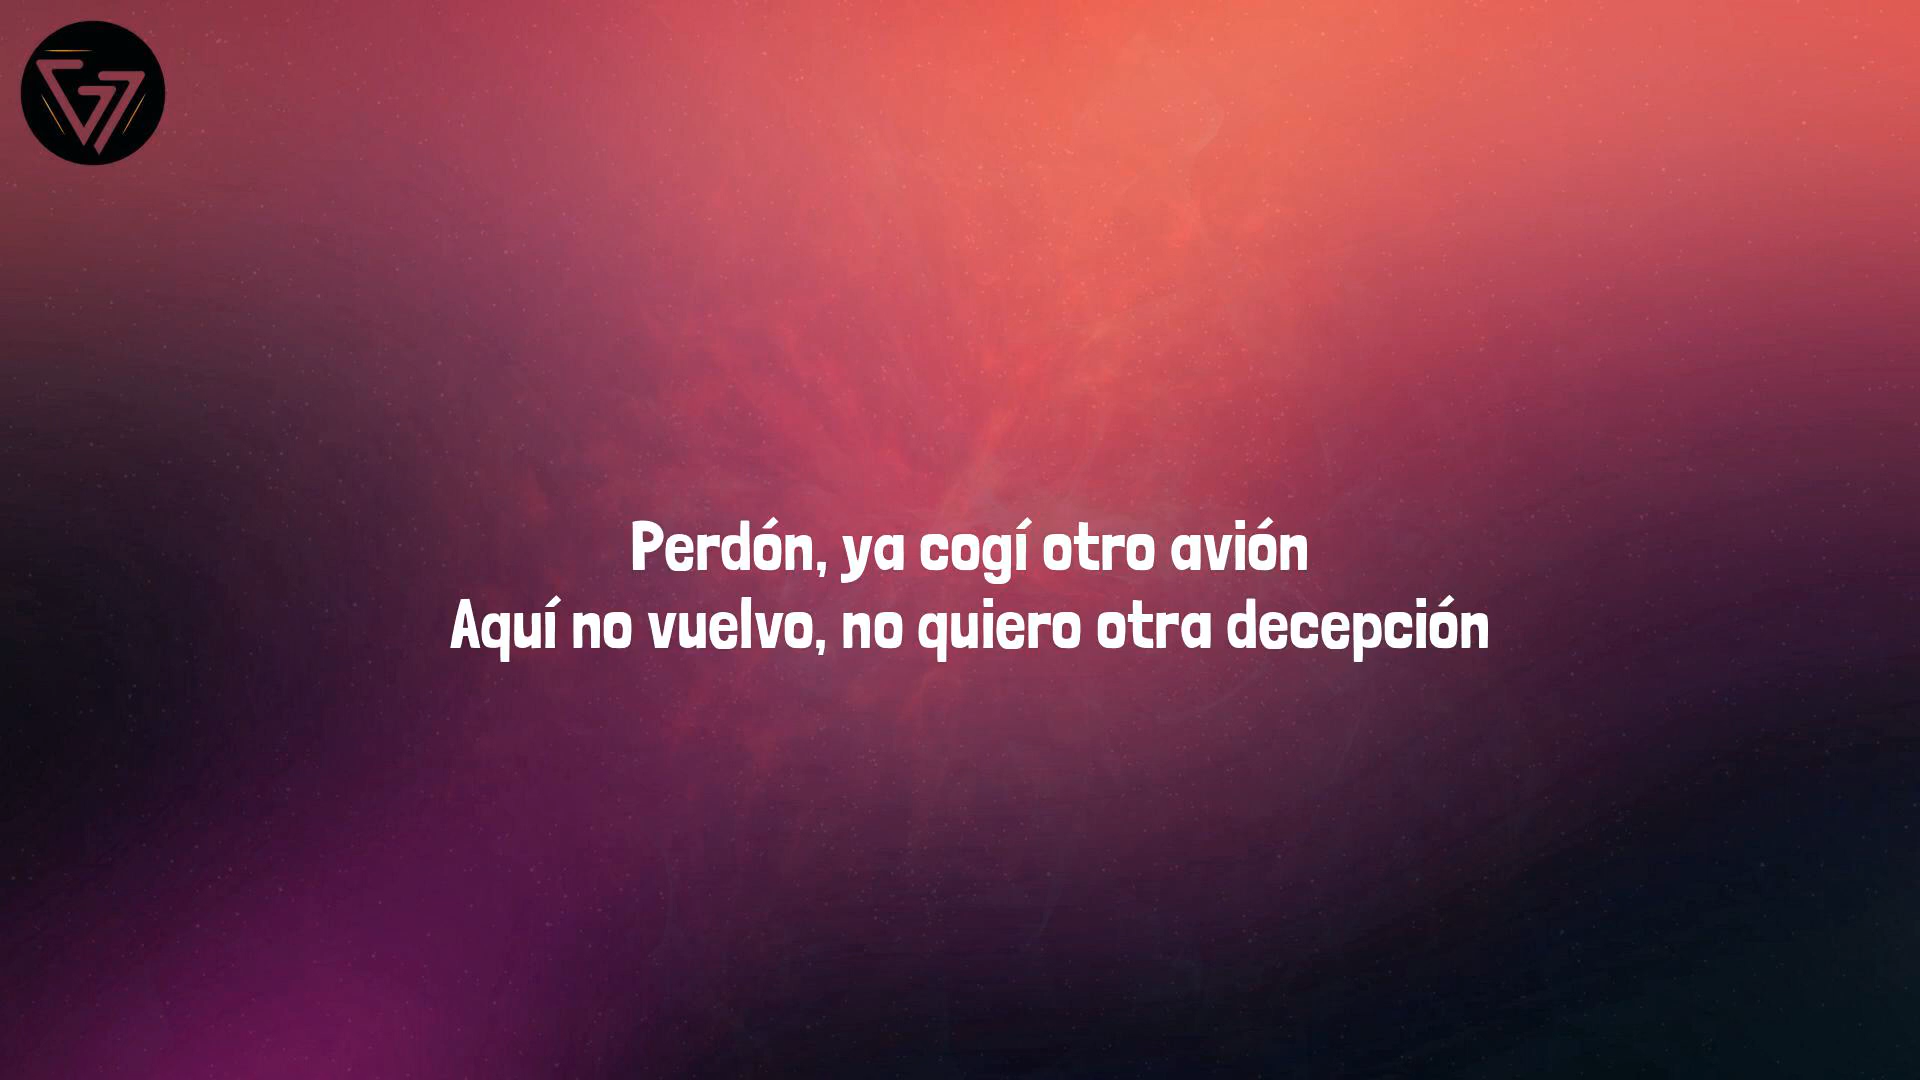 Perdón, ya cogí otro avión
Aquí no vuelvo, no quiero otra decepción